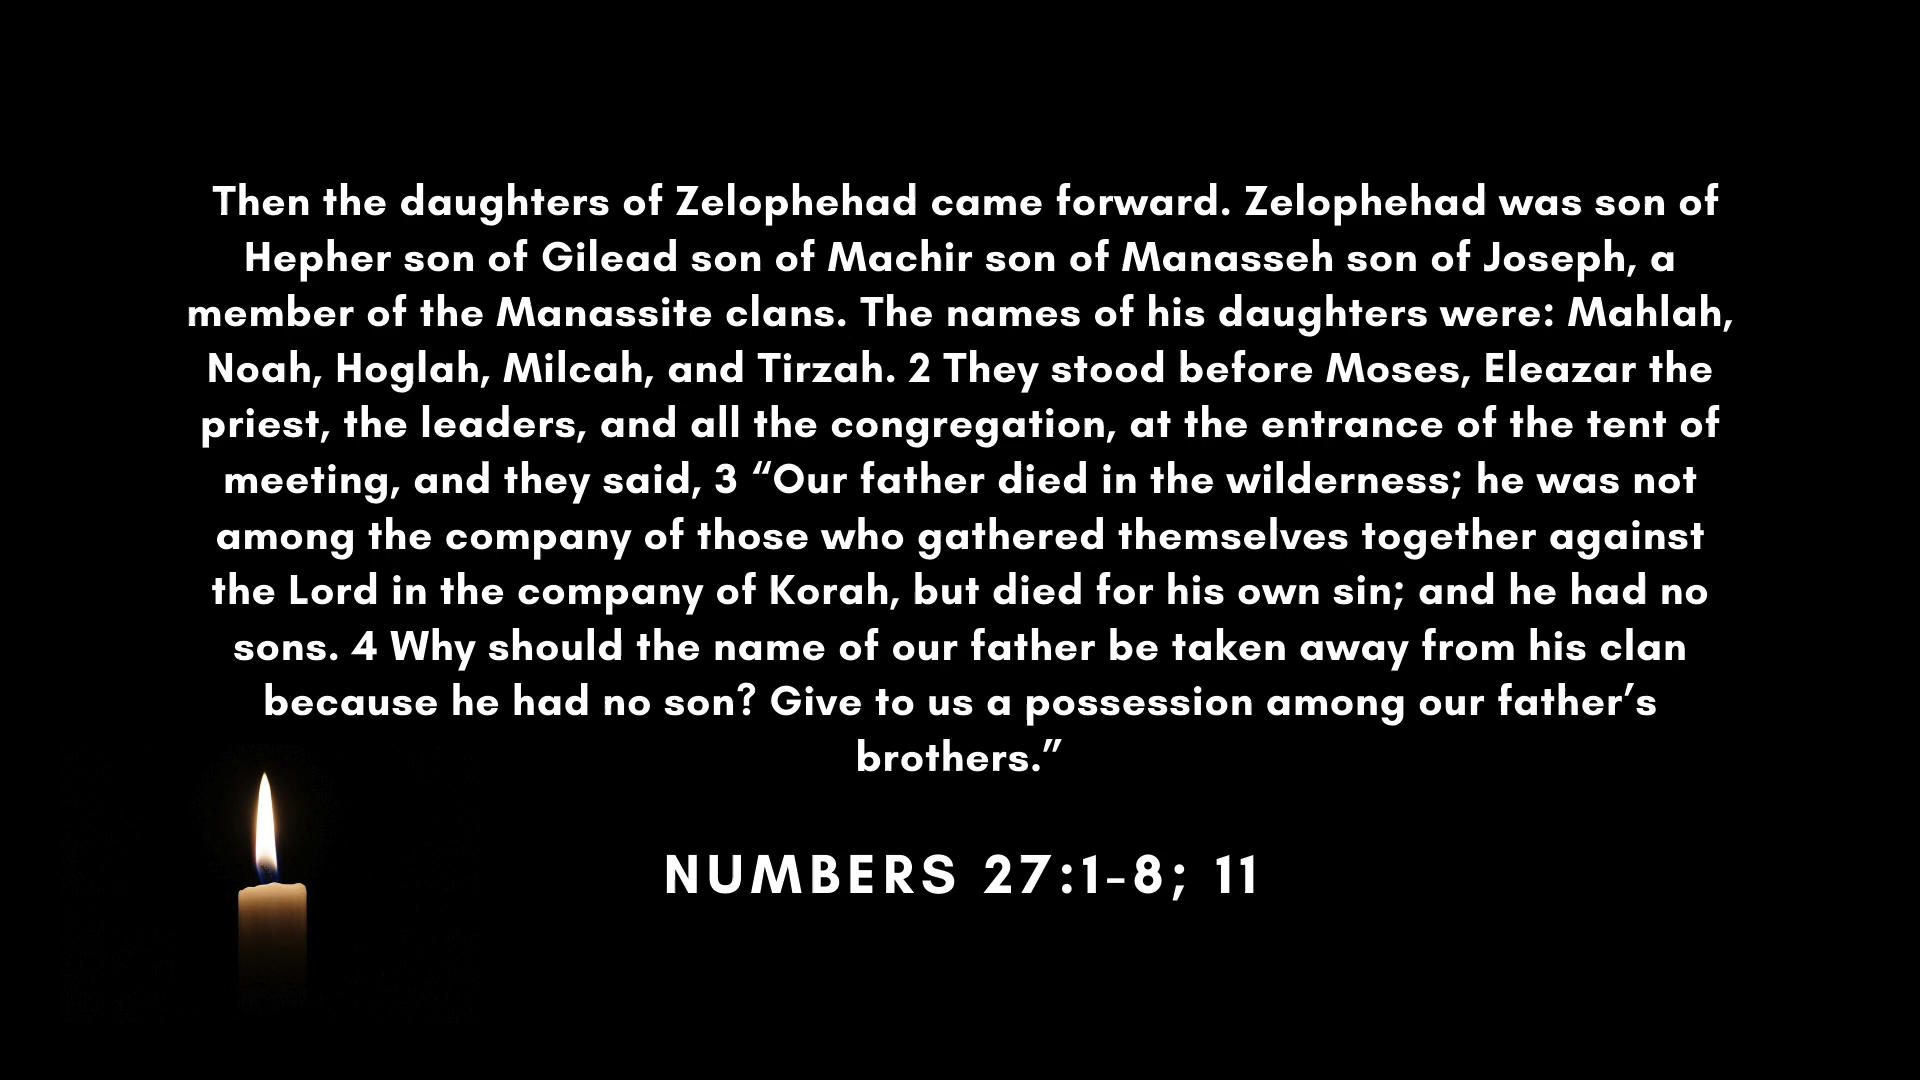 Then the daughters of Zelophehad came forward. Zelophehad was son of
Hepher son of Gilead son of Machir son of Manasseh son of Joseph, a
member of the Manassite clans. The names of his daughters were: Mahlah,
Noah, Hoglah, Milcah, and Tirzah. 2 They stood before Moses, Eleazar the
priest, the leaders, and all the congregation, at the entrance of the tent of
meeting, and they said, 3 “Our father died in the wilderness; he was not
among the company of those who gathered themselves together against
the Lord in the company of Korah, but died for his own sin; and he had no
sons. 4 Why should the name of our father be taken away from his clan
because he had no son? Give to us a possession among our father’s
brothers.”
NUMBERS 27:1-8; 11